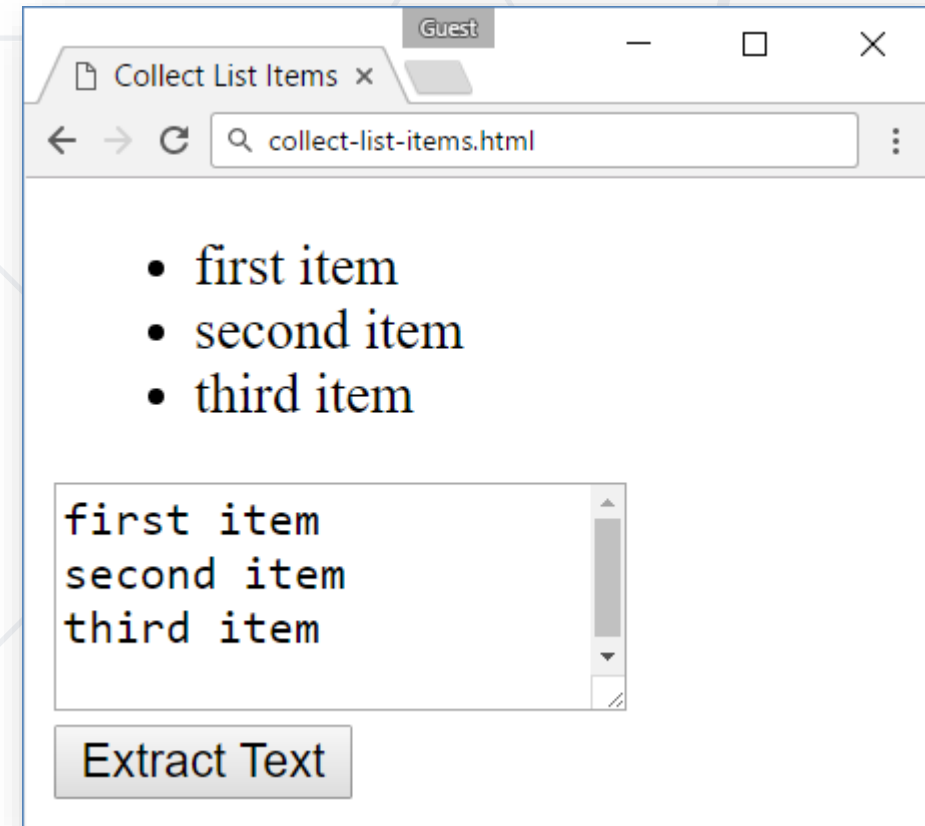 Guest
Collect List Items
collect-list-items.html
first item
second item
third item
first item
second item
third item
Extract Text